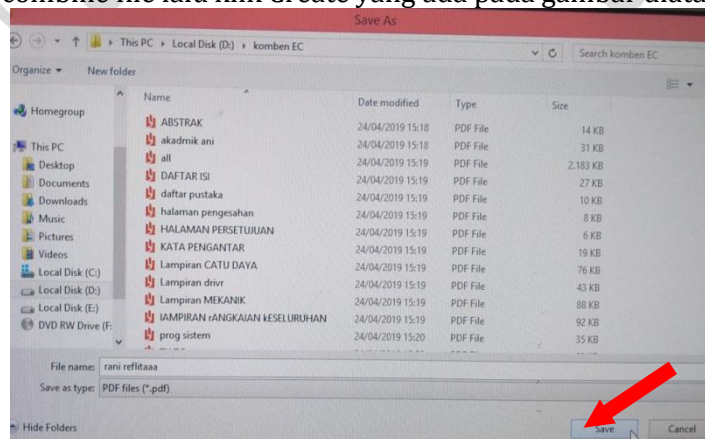 Save As
This PC › Local Disk (D:) › komben EC
Search komben EC
Organize New folder
Name Date modified Type Size
Homegroup
This PC
Desktop
Documents
Downloads
Music
Pictures
Videos
Local Disk (C:)
Local Disk (D:)
Local Disk (E:)
DVD RW Drive (F:
ABSTRAK 24/04/2019 15:18 PDF File 14 KB
akadmik ani 24/04/2019 15:18 PDF File 31 KB
all 24/04/2019 15:19 PDF File 2.183 KB
DAFTAR ISI 24/04/2019 15:19 PDF File 27 KB
daftar pustaka 24/04/2019 15:19 PDF File 10 KB
halaman pengesahan 24/04/2019 15:19 PDF File 8 KB
HALAMAN PERSETUJUAN 24/04/2019 15:19 PDF File 6 KB
KATA PENGANTAR 24/04/2019 15:19 PDF File 19 KB
Lampiran CATU DAYA 24/04/2019 15:19 PDF File 76 KB
Lampiran drivr 24/04/2019 15:19 PDF File 43 KB
Lampiran MEKANIK 24/04/2019 15:19 PDF File 88 KB
lAMPIRAN rANGKAIAN kESELURUHAN 24/04/2019 15:19 PDF File 92 KB
prog sistem 24/04/2019 15:20 PDF File 35 KB
File name: rani reflitaaa
Save as type: PDF files (*.pdf)
Hide Folders Save Cancel